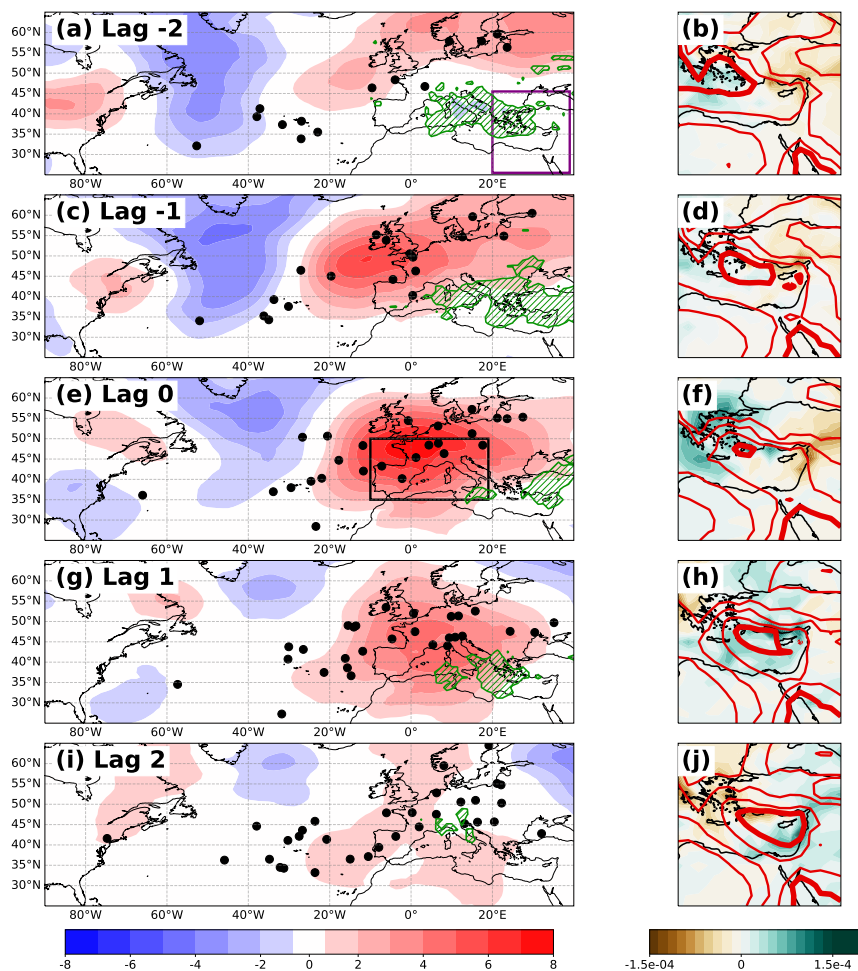 (a) Lag -2
(b)
60°N
55°N
50°N
45°N
40°N
35°N
30°N
80°W 60°W 40°W 20°W 0° 20°E
(c) Lag -1
(d)
60°N
55°N
50°N
45°N
40°N
35°N
30°N
80°W 60°W 40°W 20°W 0° 20°E
(e) Lag 0
(f)
60°N
55°N
50°N
45°N
40°N
35°N
30°N
80°W 60°W 40°W 20°W 0° 20°E
(g) Lag 1
(h)
60°N
55°N
50°N
45°N
40°N
35°N
30°N
80°W 60°W 40°W 20°W 0° 20°E
(i) Lag 2
(j)
60°N
55°N
50°N
45°N
40°N
35°N
30°N
80°W 60°W 40°W 20°W 0° 20°E
-8 -6 -4 -2 0 2 4 6 8
-1.5e-04 0 1.5e-4